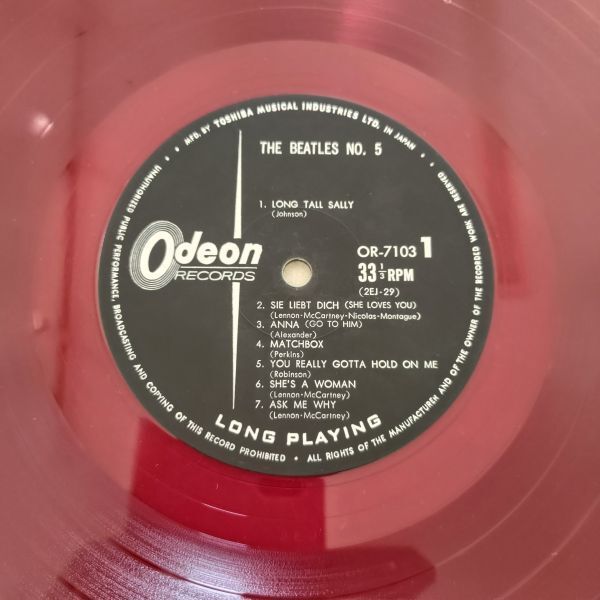 • MFG. BY TOSHIBA MUSICAL INDUSTRIES LTD. IN JAPAN •
THE BEATLES NO. 5
1. LONG TALL SALLY
(Johnson)
Odeon
RECORDS
OR-7103 1
33 1/3 RPM
(2EJ-29)
2. SIE LIEBT DICH (SHE LOVES YOU)
(Lennon-McCartney-Nicolas-Montague)
3. ANNA (GO TO HIM)
(Alexander)
4. MATCHBOX
(Perkins)
5. YOU REALLY GOTTA HOLD ON ME
(Robinson)
6. SHE'S A WOMAN
(Lennon-McCartney)
7. ASK ME WHY
(Lennon-McCartney)
LONG PLAYING
UNAUTHORIZED PUBLIC PERFORMANCE, BROADCASTING AND COPYING OF THIS RECORD PROHIBITED • ALL RIGHTS OF THE MANUFACTURER AND OF THE OWNER OF THE RECORDED WORK ARE RESERVED